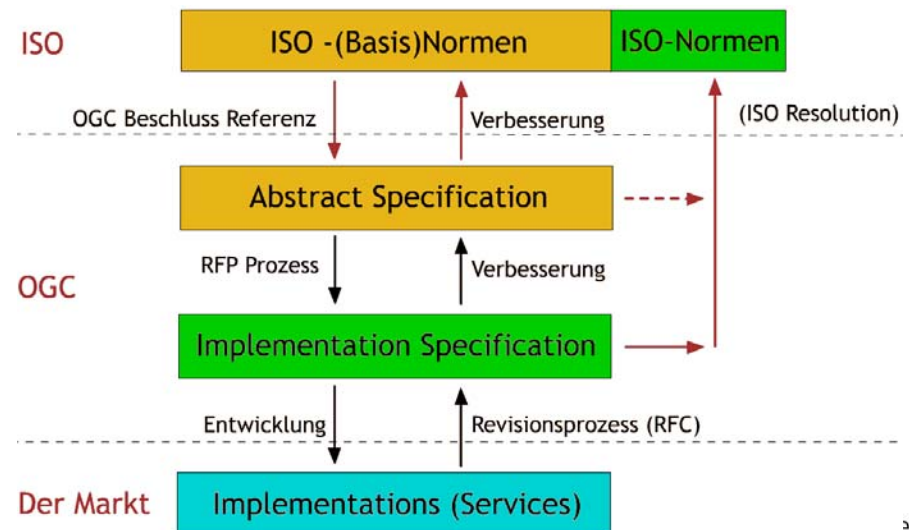 ISO
ISO -(Basis)Normen
ISO-Normen
OGC Beschluss Referenz
Verbesserung
(ISO Resolution)
Abstract Specification
RFP Prozess
Verbesserung
OGC
Implementation Specification
Entwicklung
Revisionsprozess (RFC)
Der Markt
Implementations (Services)